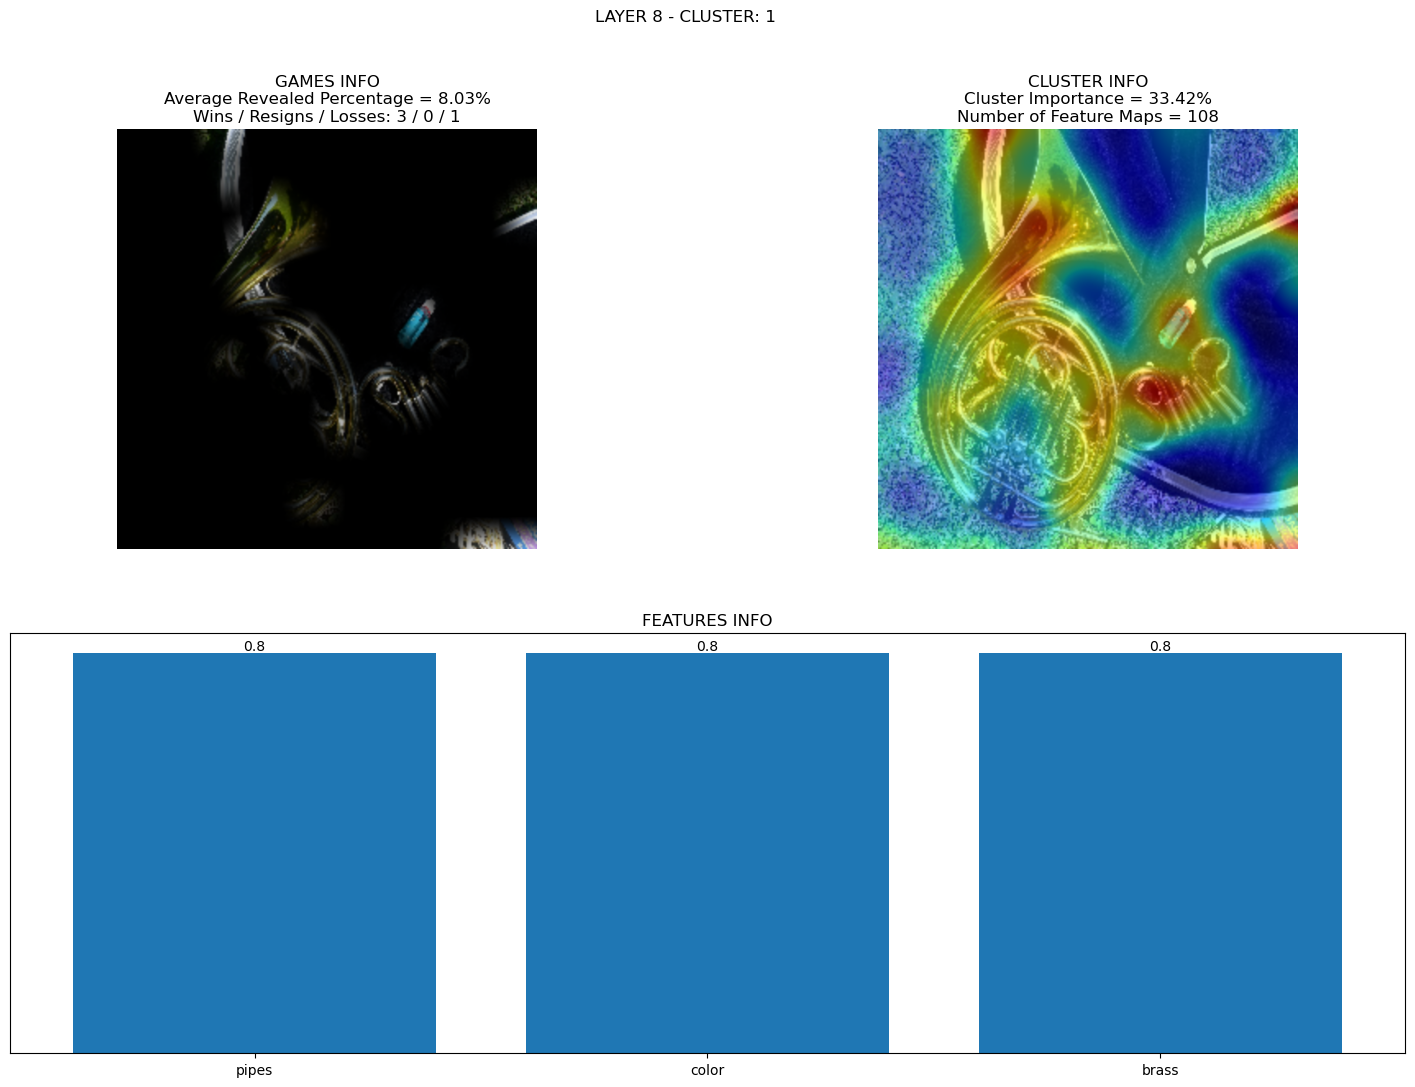 LAYER 8 - CLUSTER: 1
GAMES INFO
Average Revealed Percentage = 8.03%
Wins / Resigns / Losses: 3 / 0 / 1
CLUSTER INFO
Cluster Importance = 33.42%
Number of Feature Maps = 108
FEATURES INFO
0.8 0.8 0.8
pipes color brass